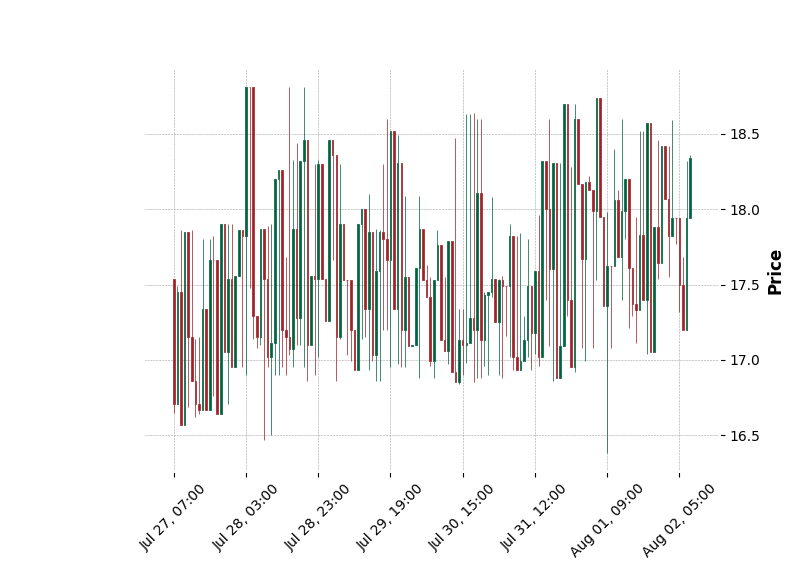 18.5
18.0
17.5
17.0
16.5
Price
Jul 27, 07:00
Jul 28, 03:00
Jul 28, 23:00
Jul 29, 19:00
Jul 30, 15:00
Jul 31, 12:00
Aug 01, 09:00
Aug 02, 05:00